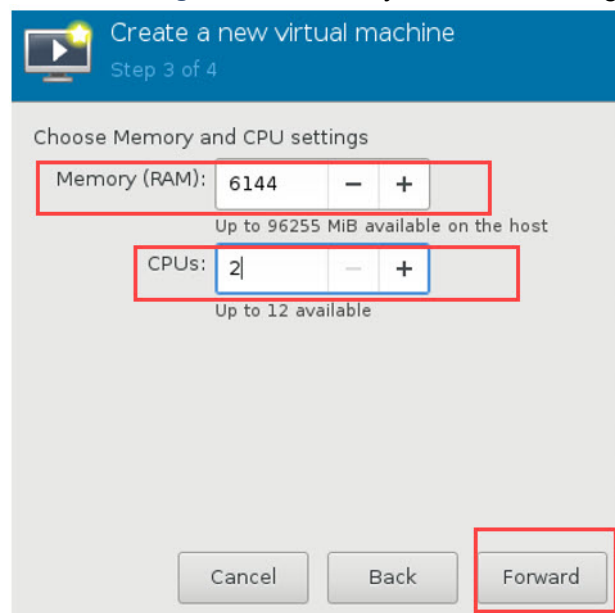 Create a new virtual machine
Step 3 of 4
Choose Memory and CPU settings
Memory (RAM): 6144 − +
Up to 96255 MiB available on the host
CPUs: 2 − +
Up to 12 available
Cancel Back Forward